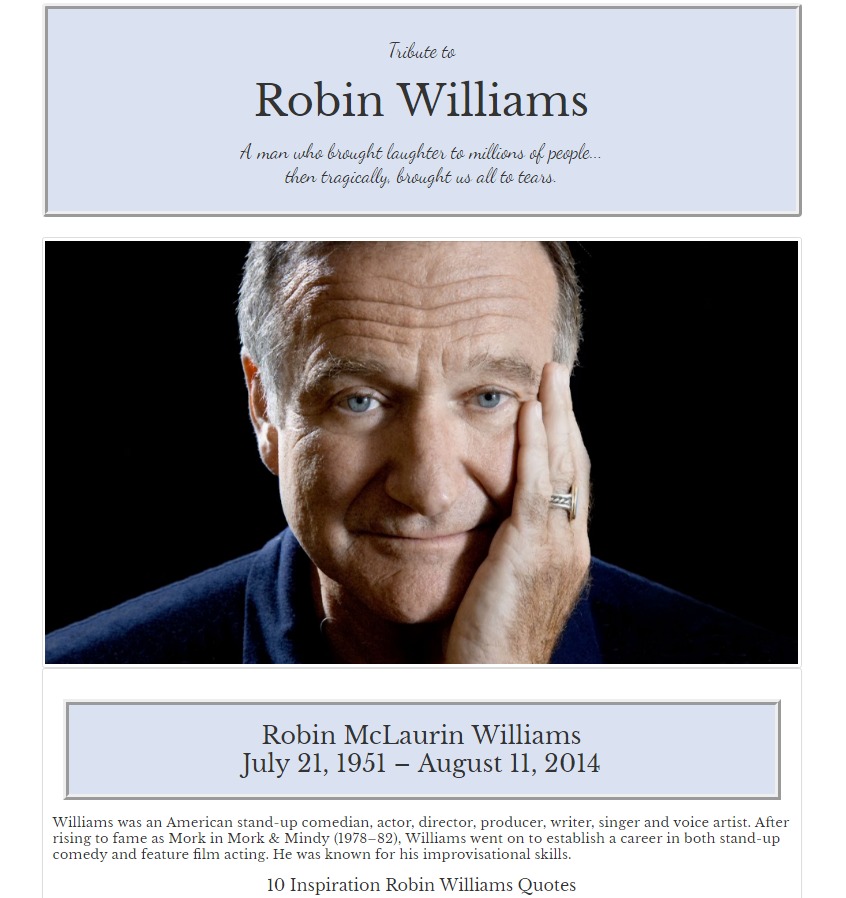 Tribute to
Robin Williams
A man who brought laughter to millions of people...
then tragically, brought us all to tears.
Robin McLaurin Williams
July 21, 1951 – August 11, 2014
Williams was an American stand-up comedian, actor, director, producer, writer, singer and voice artist. After
rising to fame as Mork in Mork & Mindy (1978–82), Williams went on to establish a career in both stand-up
comedy and feature film acting. He was known for his improvisational skills.
10 Inspiration Robin Williams Quotes